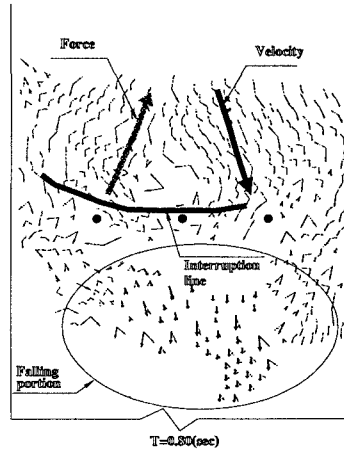 Force
Velocity
Interruption
line
Falling
portion
T=0.80(sec)